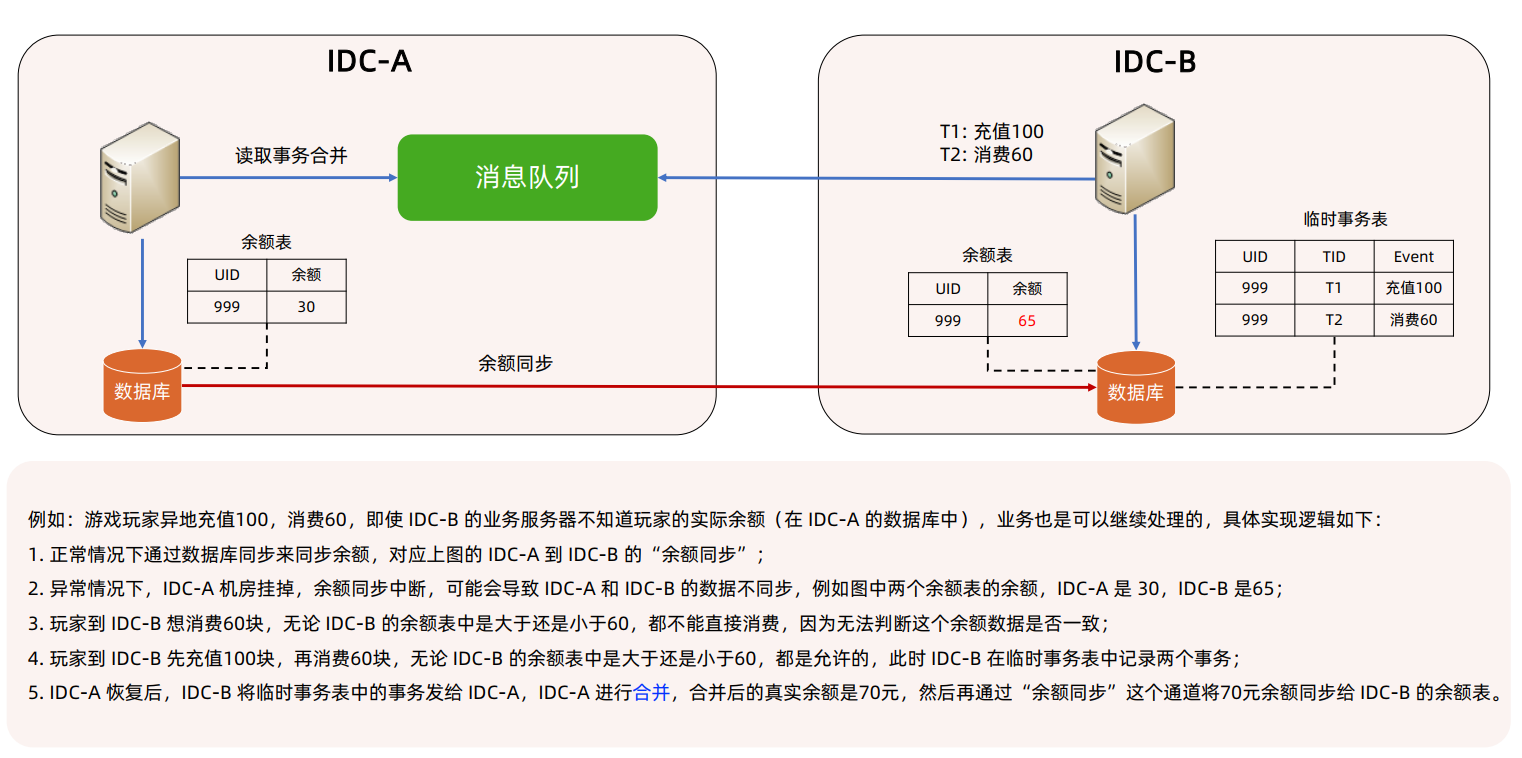 IDC-A
IDC-B
读取事务合并
消息队列
T1: 充值100
T2: 消费60
余额表
UID 余额
999 30
余额表
UID 余额
999 65
临时事务表
UID TID Event
999 T1 充值100
999 T2 消费60
数据库
余额同步
数据库
例如：游戏玩家异地充值100，消费60，即使 IDC-B 的业务服务器不知道玩家的实际余额（在 IDC-A 的数据库中），业务也是可以继续处理的，具体实现逻辑如下：
1. 正常情况下通过数据库同步来同步余额，对应上图的 IDC-A 到 IDC-B 的“余额同步”；
2. 异常情况下，IDC-A 机房挂掉，余额同步中断，可能会导致 IDC-A 和 IDC-B 的数据不同步，例如图中两个余额表的余额，IDC-A 是 30，IDC-B 是65；
3. 玩家到 IDC-B 想消费60块，无论 IDC-B 的余额表中是大于还是小于60，都不能直接消费，因为无法判断这个余额数据是否一致；
4. 玩家到 IDC-B 先充值100块，再消费60块，无论 IDC-B 的余额表中是大于还是小于60，都是允许的，此时 IDC-B 在临时事务表中记录两个事务；
5. IDC-A 恢复后，IDC-B 将临时事务表中的事务发给 IDC-A，IDC-A 进行合并，合并后的真实余额是70元，然后再通过“余额同步”这个通道将70元余额同步给 IDC-B 的余额表。